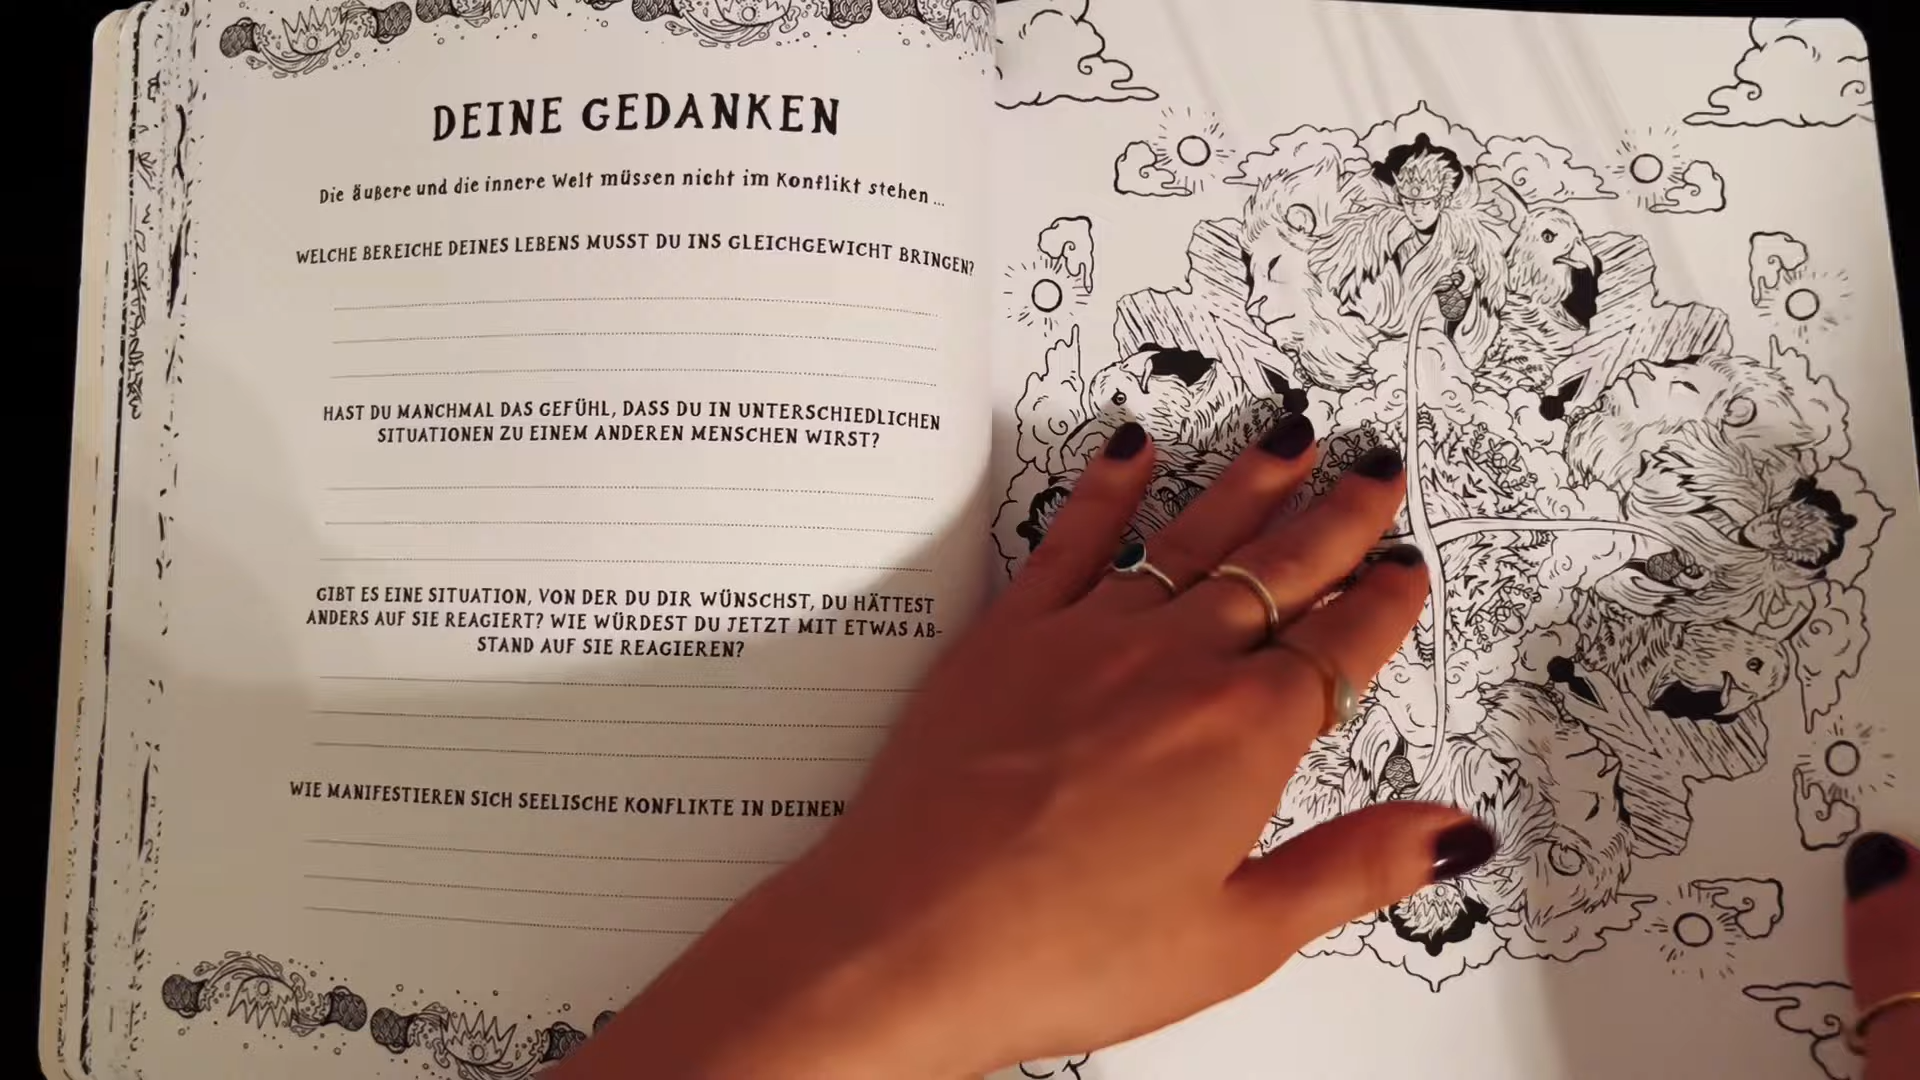 DEINE GEDANKEN
Die äußere und die innere Welt müssen nicht im Konflikt stehen ...
WELCHE BEREICHE DEINES LEBENS MUSST DU INS GLEICHGEWICHT BRINGEN?
HAST DU MANCHMAL DAS GEFÜHL, DASS DU IN UNTERSCHIEDLICHEN
SITUATIONEN ZU EINEM ANDEREN MENSCHEN WIRST?
GIBT ES EINE SITUATION, VON DER DU DIR WÜNSCHST, DU HÄTTEST
ANDERS AUF SIE REAGIERT? WIE WÜRDEST DU JETZT MIT ETWAS AB-
STAND AUF SIE REAGIEREN?
WIE MANIFESTIEREN SICH SEELISCHE KONFLIKTE IN DEINEN